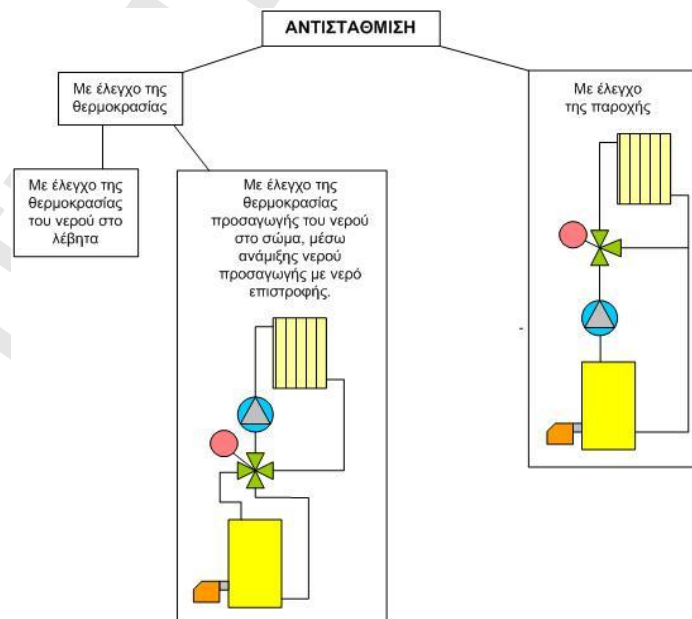 ΑΝΤΙΣΤΑΘΜΙΣΗ
Με έλεγχο της
θερμοκρασίας
Με έλεγχο της
θερμοκρασίας
του νερού στο
λέβητα
Με έλεγχο της
θερμοκρασίας
προσαγωγής του νερού
στο σώμα, μέσω
ανάμιξης νερού
προσαγωγής με νερό
επιστροφής.
Με έλεγχο
της παροχής